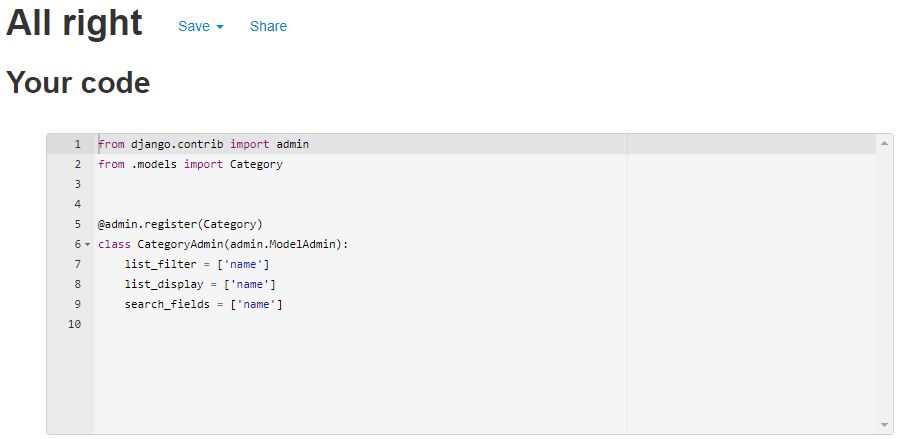 All right Save Share
Your code
1 from django.contrib import admin
2 from .models import Category
3
4
5 @admin.register(Category)
6 class CategoryAdmin(admin.ModelAdmin):
7     list_filter = ['name']
8     list_display = ['name']
9     search_fields = ['name']
10